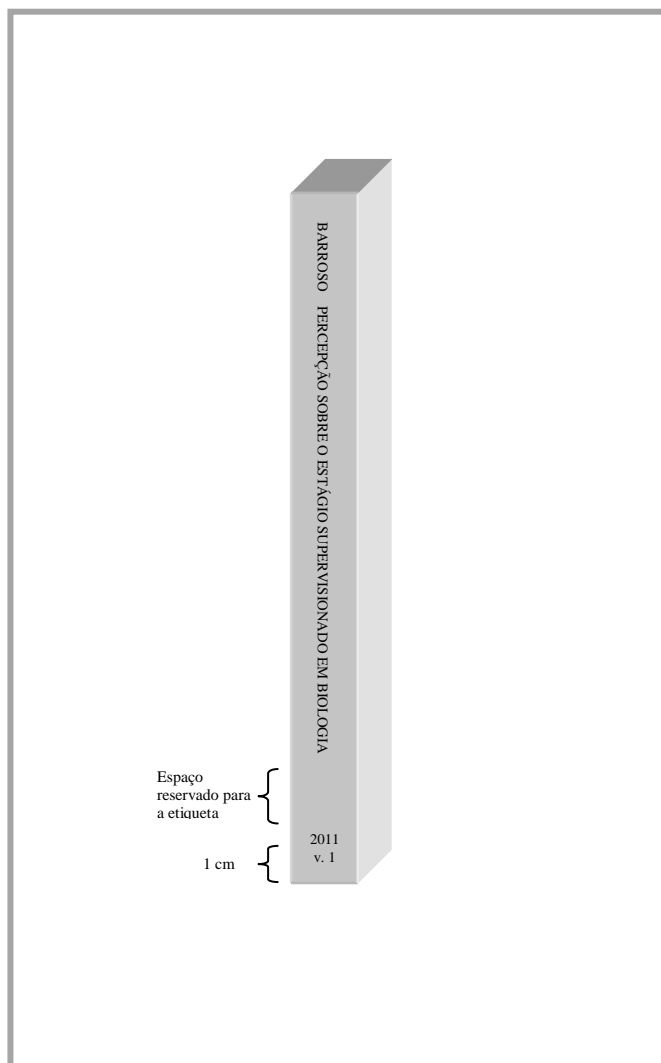 BARROSO PERCEPÇÃO SOBRE O ESTÁGIO SUPERVISIONADO EM BIOLOGIA
Espaço
reservado para
a etiqueta
2011
v. 1
1 cm